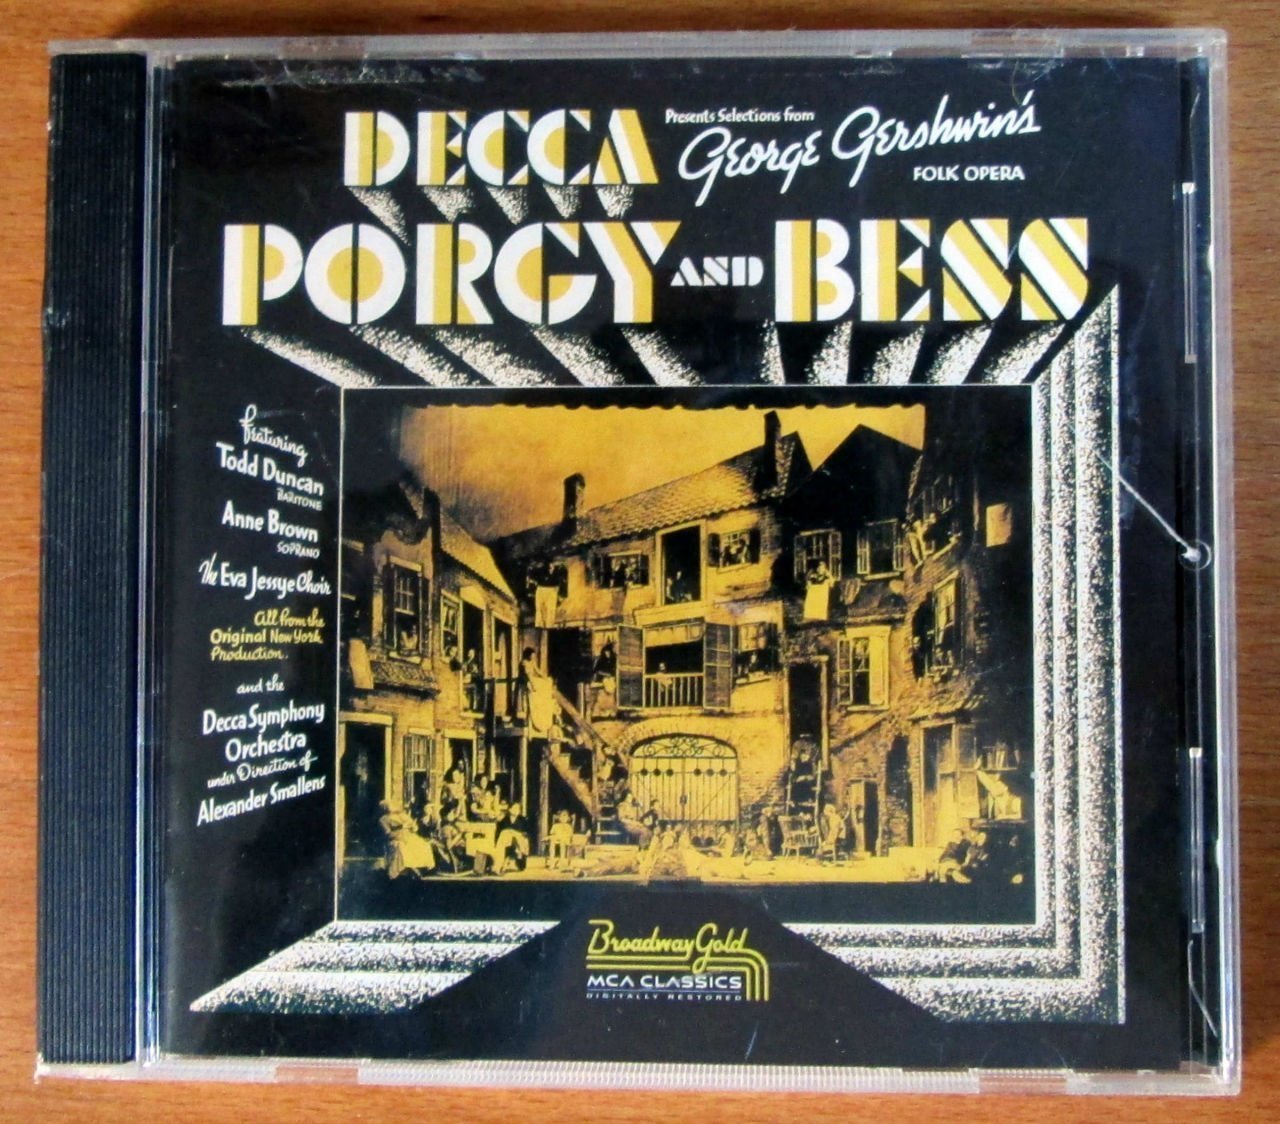 DECCA
Presents Selections from
George Gershwin's
FOLK OPERA
PORGY AND BESS
featuring
Todd Duncan
BARITONE
Anne Brown
SOPRANO
The Eva Jessye Choir
All from the
Original New York
Production.
and the
Decca Symphony
Orchestra
under Direction of
Alexander Smallens
Broadway Gold
MCA CLASSICS
DIGITALLY RESTORED